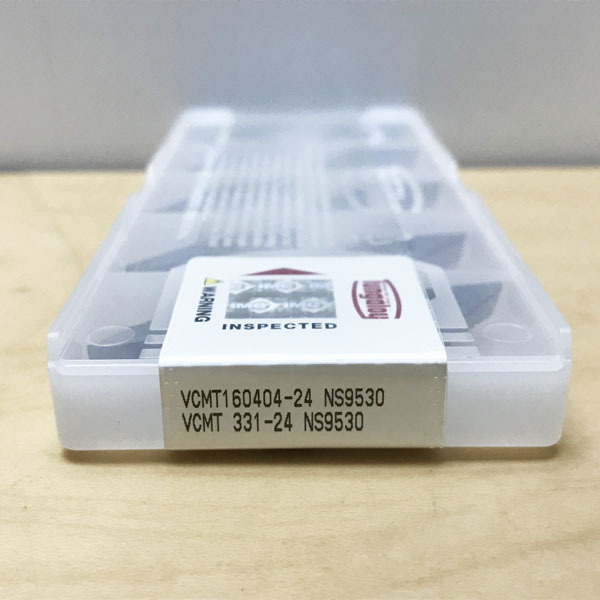 WARNING
INSPECTED
Tungaloy
VCMT160404-24 NS9530
VCMT 331-24 NS9530